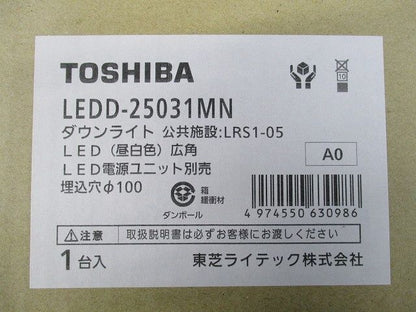 TOSHIBA
LEDD-25031MN
ダウンライト 公共施設:LRS1-05
LED(昼白色)広角
LED電源ユニット別売
埋込穴φ100
A0
10
箱
緩衝材
ダンボール
4 974550 630986
⚠注意 取扱説明書は必ずお客様にお渡しください。
1台入
東芝ライテック株式会社